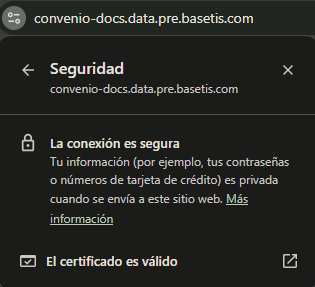 convenio-docs.data.pre.basetis.com
Seguridad
convenio-docs.data.pre.basetis.com
La conexión es segura
Tu información (por ejemplo, tus contraseñas
o números de tarjeta de crédito) es privada
cuando se envía a este sitio web. Más
información
El certificado es válido